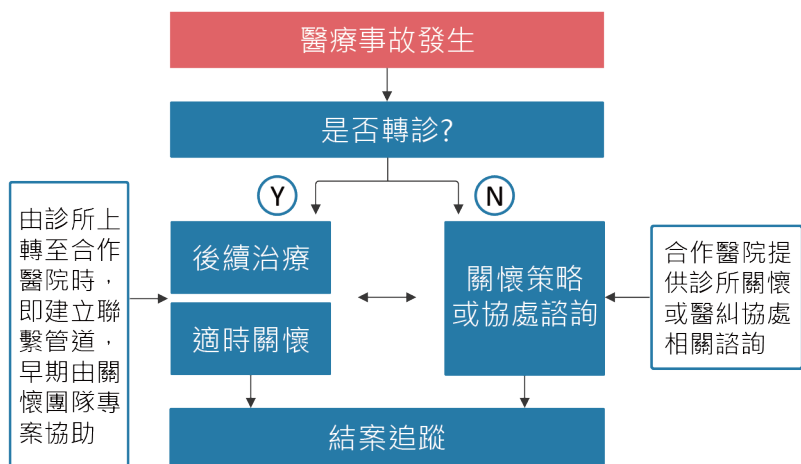 醫療事故發生
是否轉診?
Y
N
由診所上
轉至合作
醫院時，
即建立聯
繫管道，
早期由關
懷團隊專
案協助
後續治療
適時關懷
關懷策略
或協處諮詢
合作醫院提
供診所關懷
或醫糾協處
相關諮詢
結案追蹤